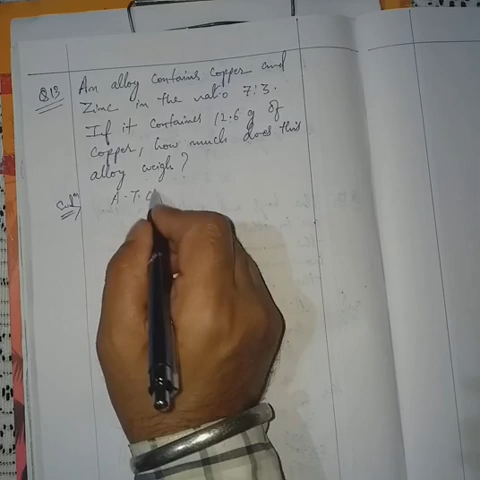 Q13 An alloy contains copper and
Zinc in the ratio 7:3.
If it contains 12.6 g of
copper, how much does this
alloy weigh?
Solⁿ A.T.Q